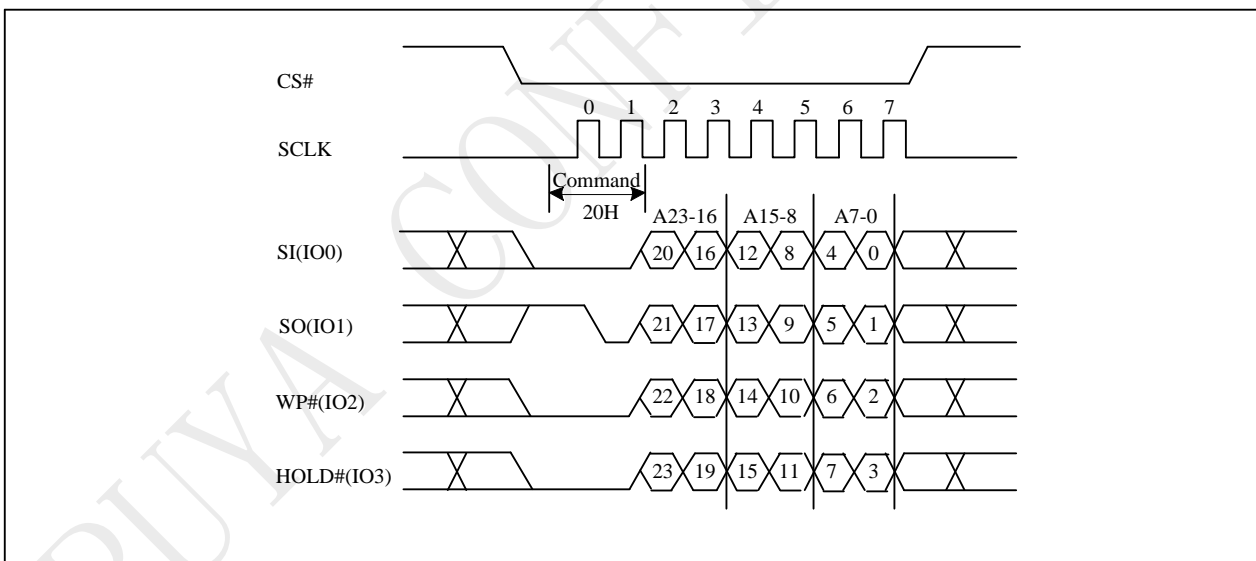 CS#
0 1 2 3 4 5 6 7
SCLK
Command
20H
A23-16 A15-8 A7-0
SI(IO0) 20 16 12 8 4 0
SO(IO1) 21 17 13 9 5 1
WP#(IO2) 22 18 14 10 6 2
HOLD#(IO3) 23 19 15 11 7 3
PUYA CONF